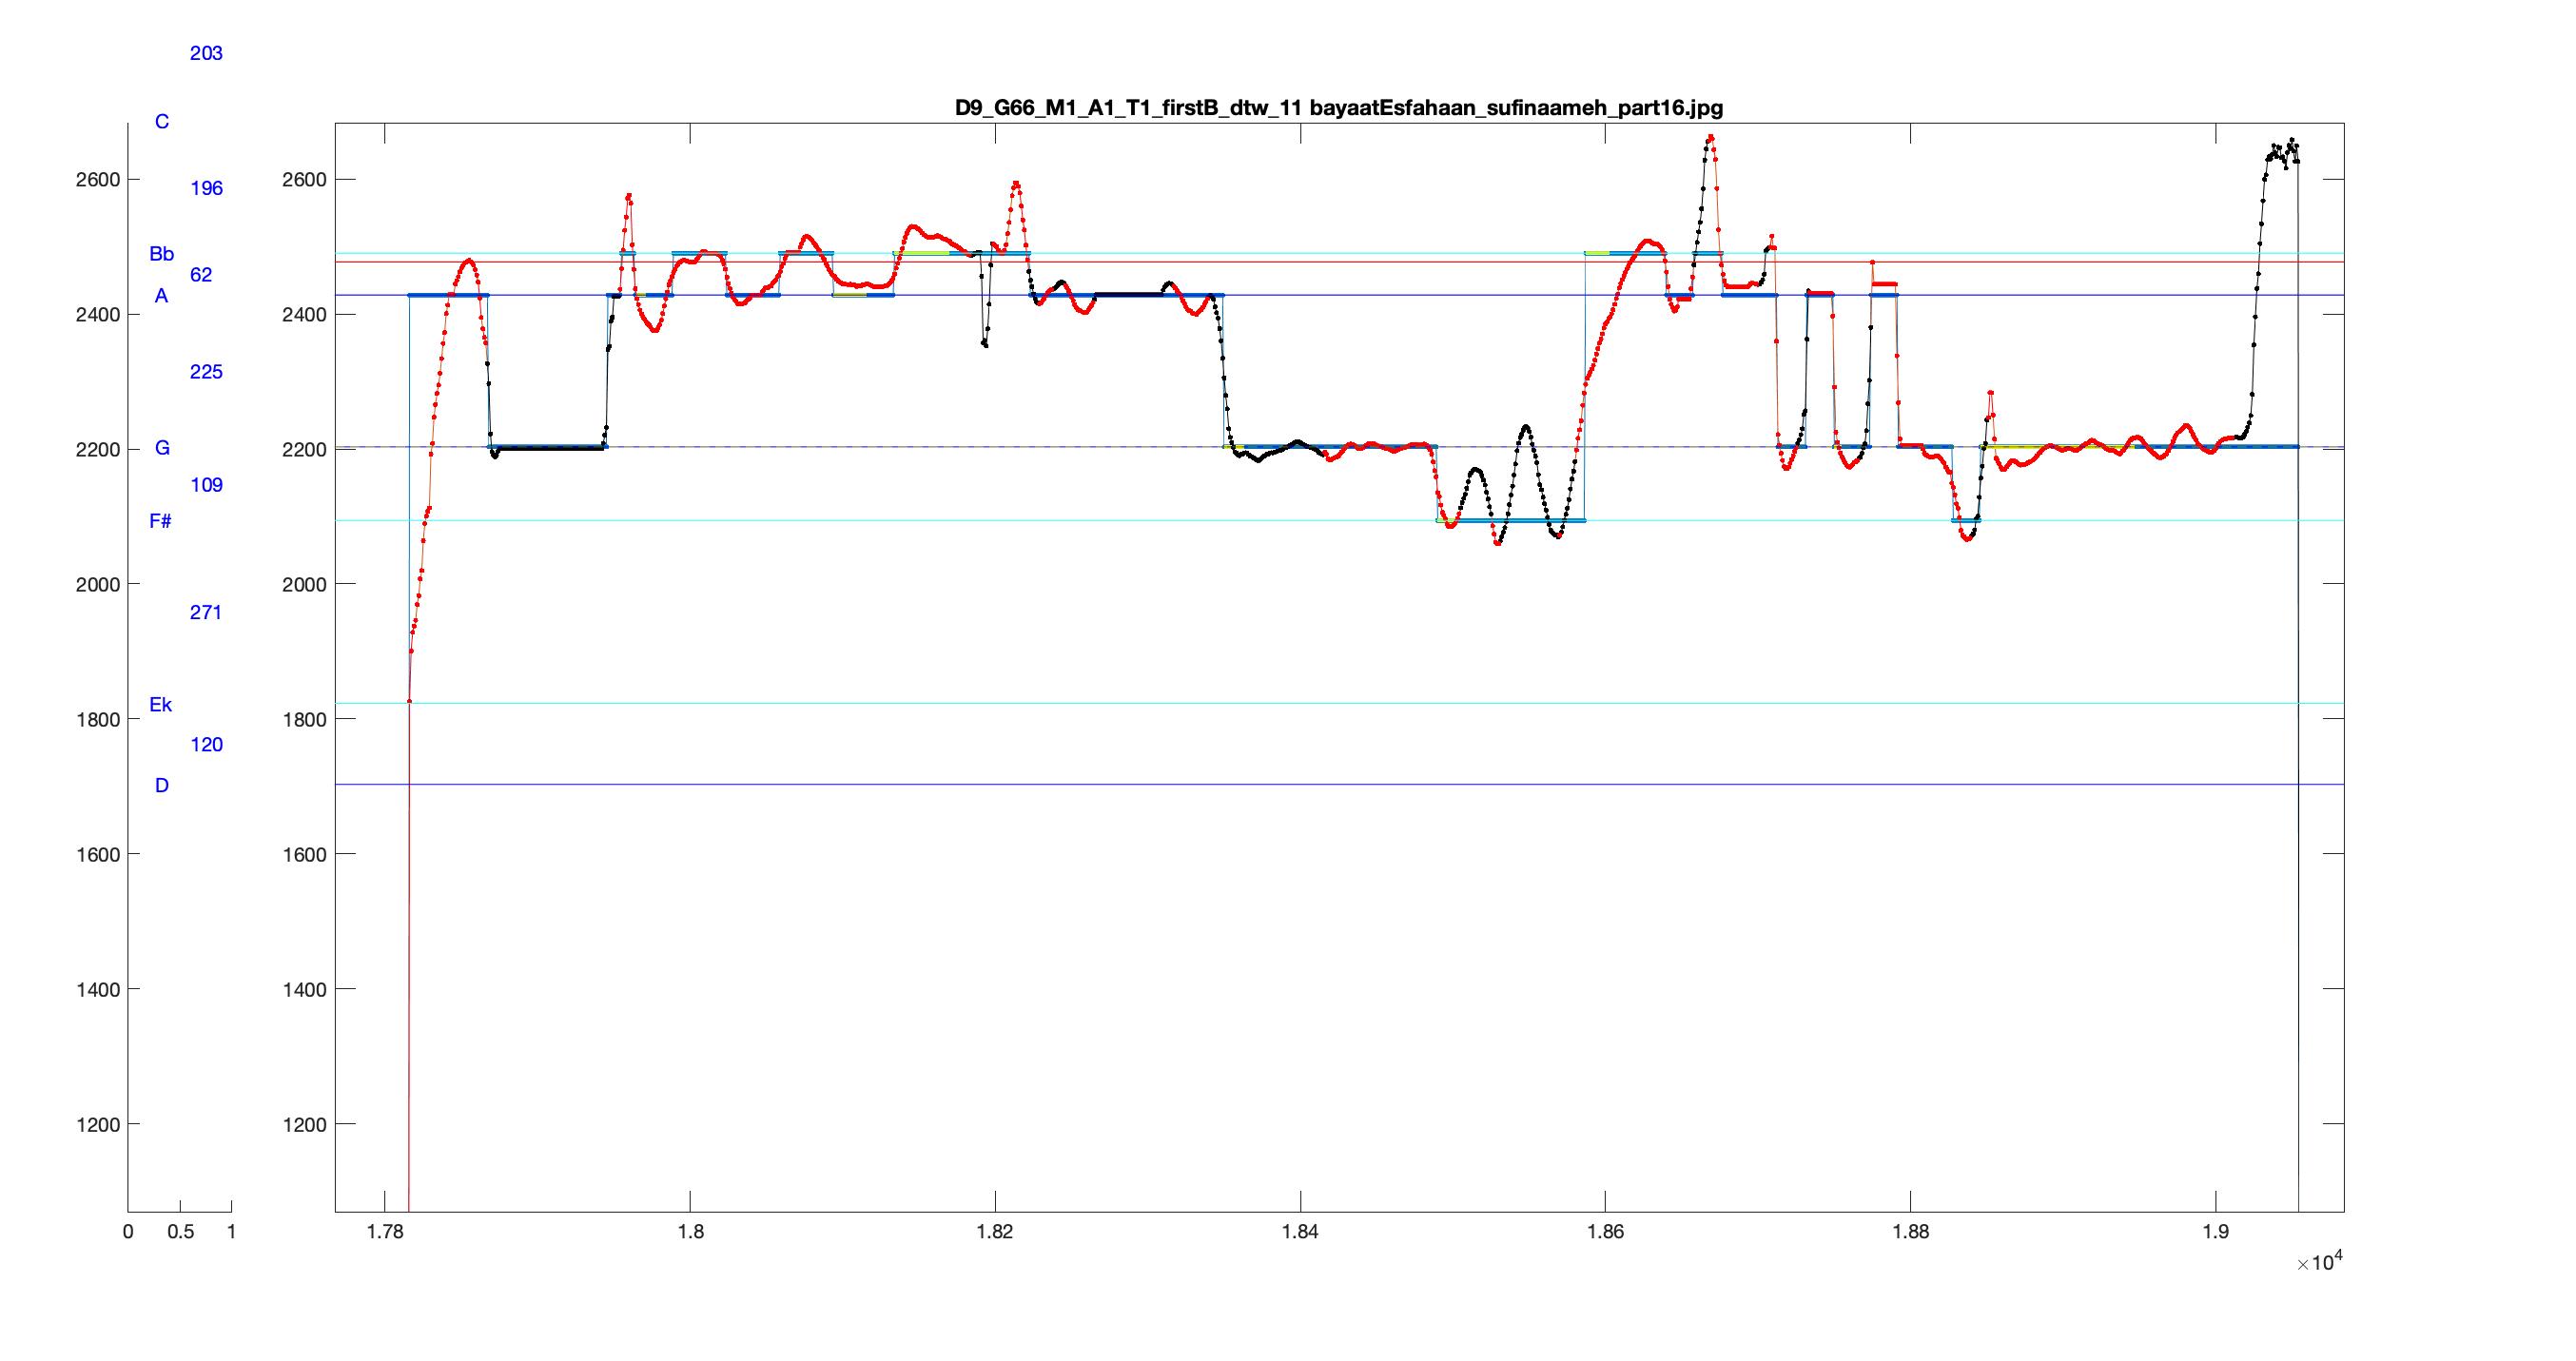 203
D9_G66_M1_A1_T1_firstB_dtw_11 bayaatEsfahaan_sufinaameh_part16.jpg
C
2600 196 2600
Bb
62
A
2400 2400
225
G
2200 2200
109
F#
2000 2000
271
Ek
1800 1800
120
D
1600 1600
1400 1400
1200 1200
0 0.5 1 1.78 1.8 1.82 1.84 1.86 1.88 1.9
×10⁴